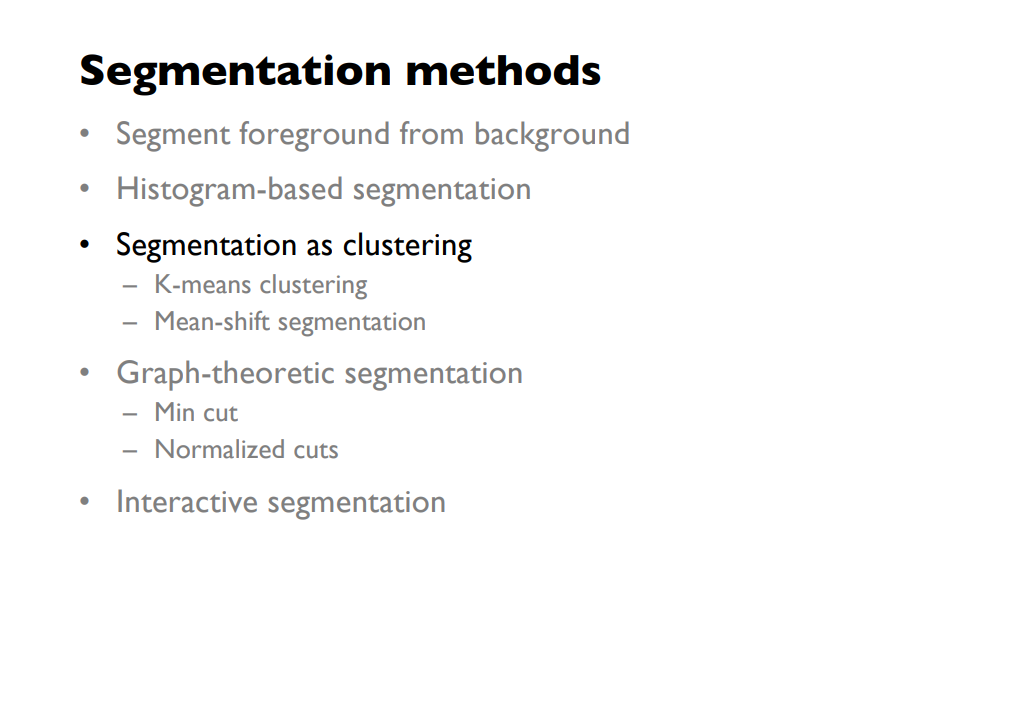 Segmentation methods
• Segment foreground from background
• Histogram-based segmentation
• Segmentation as clustering
– K-means clustering
– Mean-shift segmentation
• Graph-theoretic segmentation
– Min cut
– Normalized cuts
• Interactive segmentation